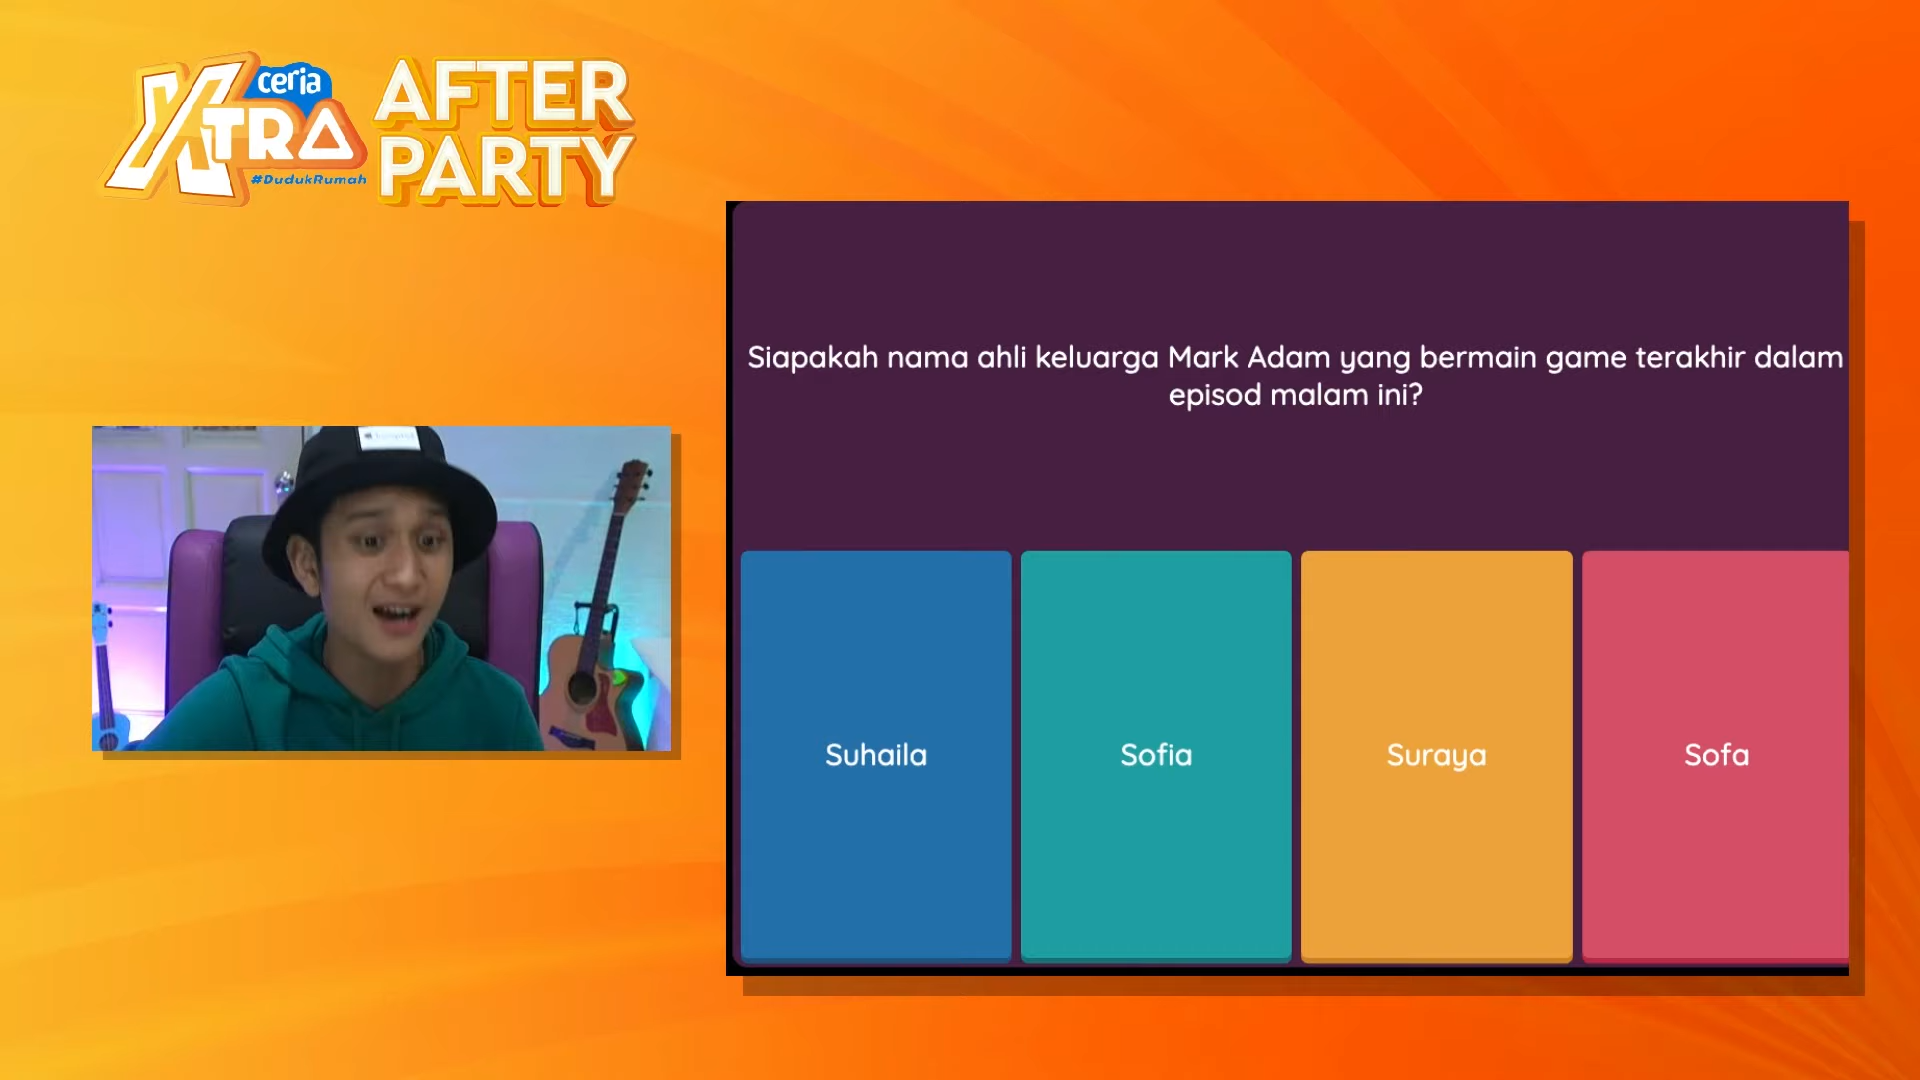 XTRA
ceria
#DudukRumah
AFTER
PARTY
Siapakah nama ahli keluarga Mark Adam yang bermain game terakhir dalam
episod malam ini?
Suhaila
Sofia
Suraya
Sofa